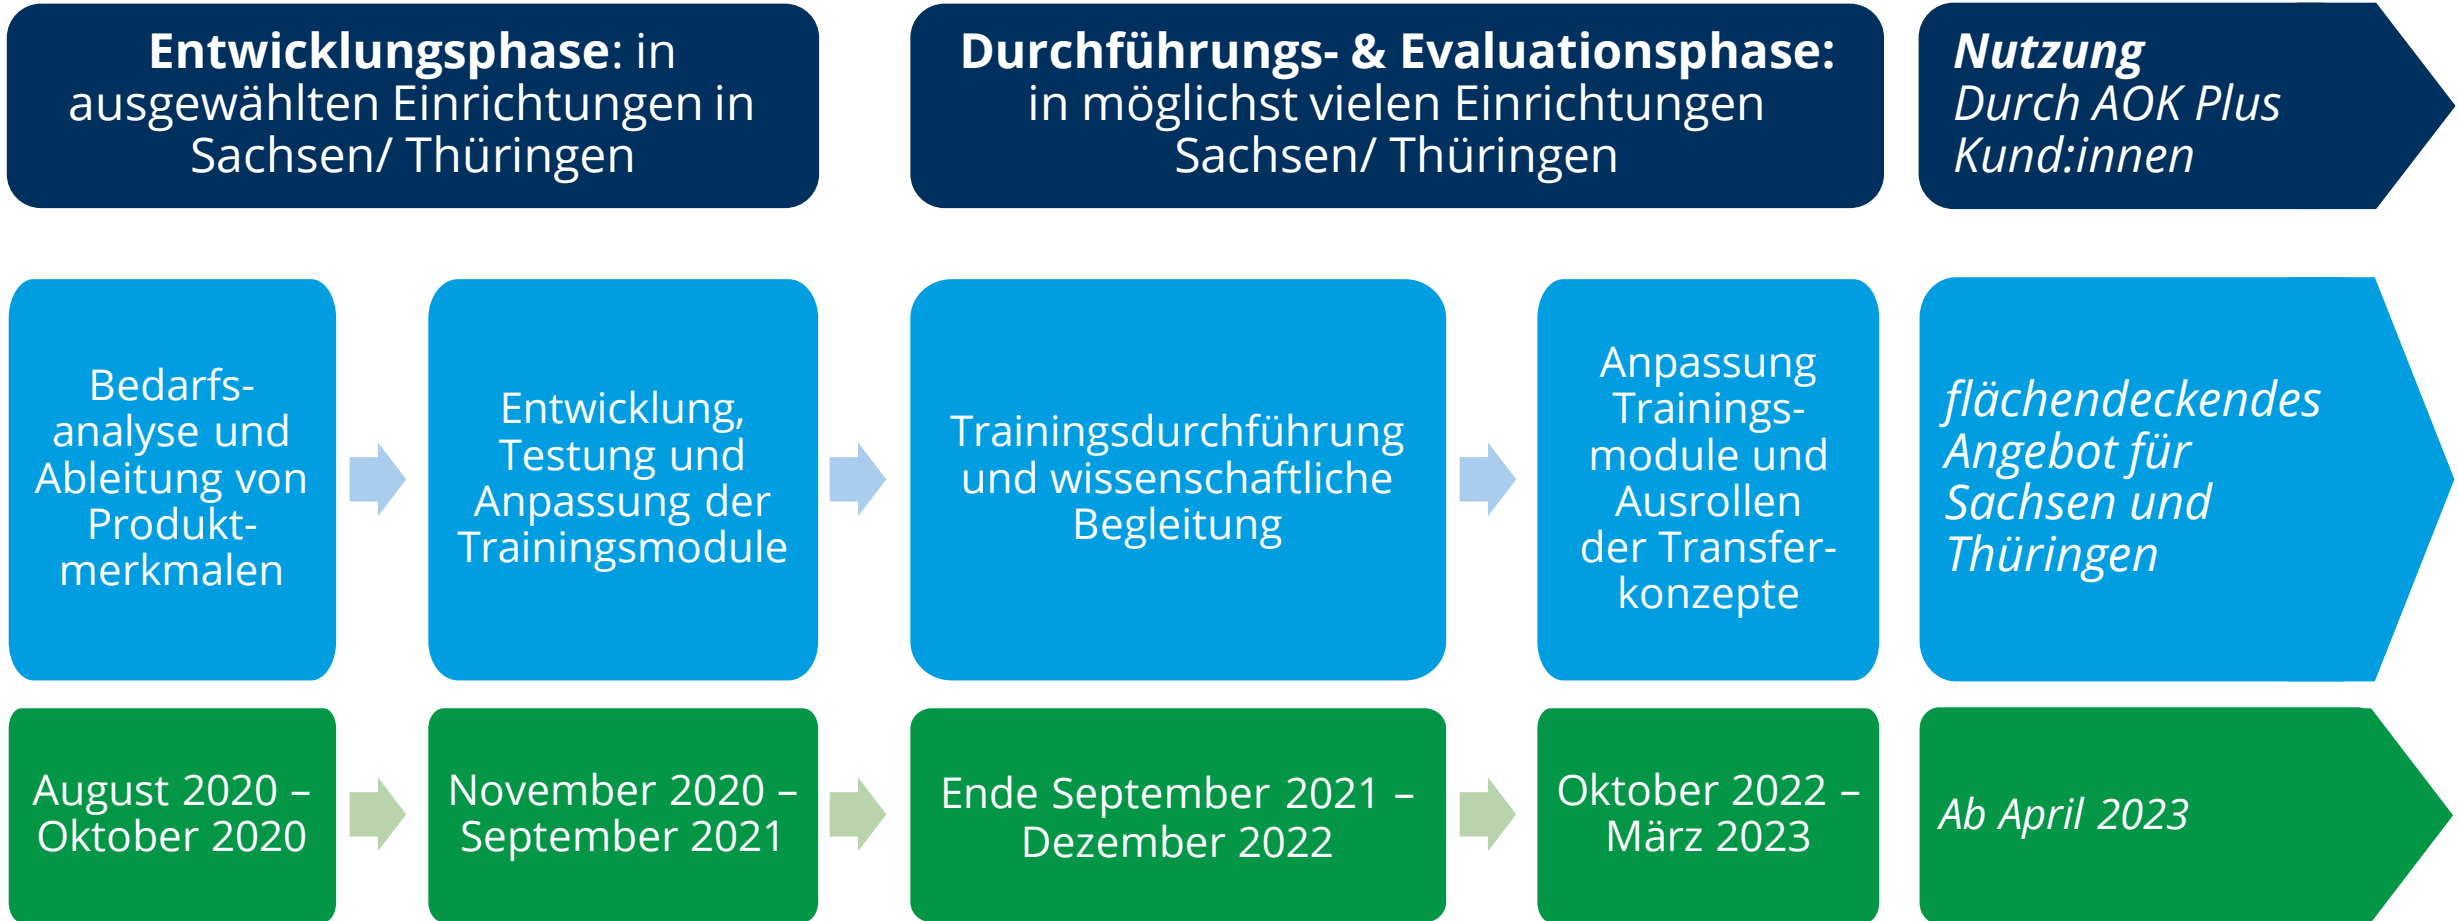 Entwicklungsphase: in
ausgewählten Einrichtungen in
Sachsen/ Thüringen
Durchführungs- & Evaluationsphase:
in möglichst vielen Einrichtungen
Sachsen/ Thüringen
Nutzung
Durch AOK Plus
Kund:innen
Bedarfs-
analyse und
Ableitung von
Produkt-
merkmalen
Entwicklung,
Testung und
Anpassung der
Trainingsmodule
Trainingsdurchführung
und wissenschaftliche
Begleitung
Anpassung
Trainings-
module und
Ausrollen
der Transfer-
konzepte
flächendeckendes
Angebot für
Sachsen und
Thüringen
August 2020 –
Oktober 2020
November 2020 –
September 2021
Ende September 2021 –
Dezember 2022
Oktober 2022 –
März 2023
Ab April 2023